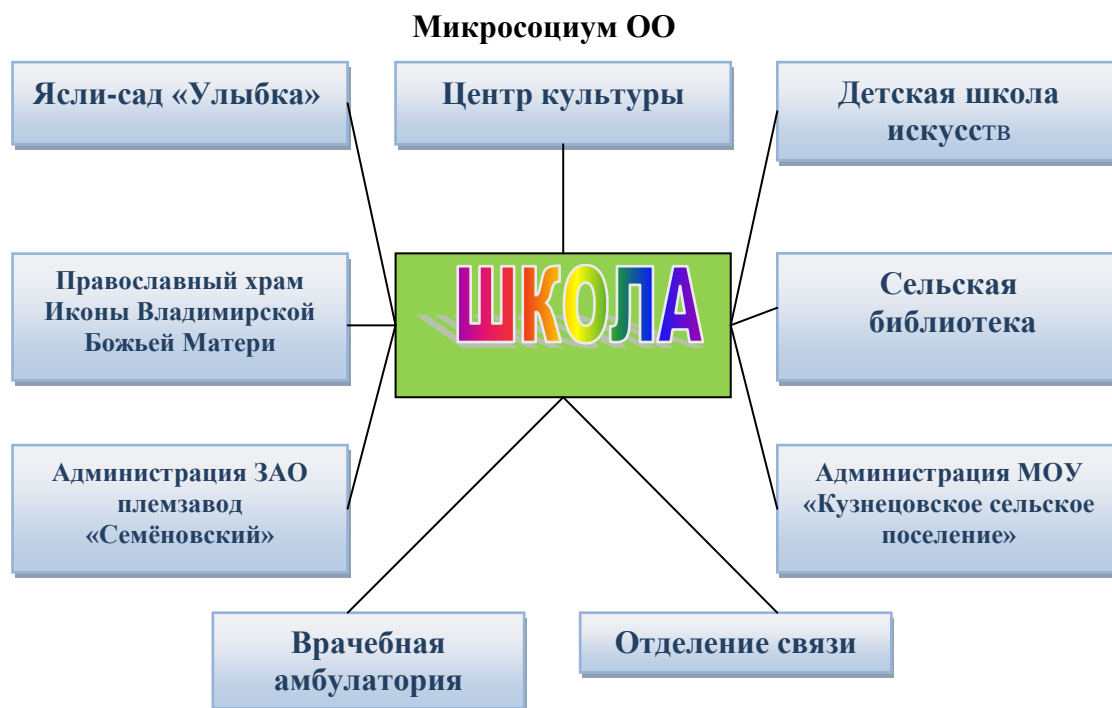 Микросоциум ОО
Ясли-сад «Улыбка»
Центр культуры
Детская школа
искусств
Православный храм
Иконы Владимирской
Божьей Матери
ШКОЛА
Сельская
библиотека
Администрация ЗАО
племзавод
«Семёновский»
Администрация МОУ
«Кузнецовское сельское
поселение»
Врачебная
амбулатория
Отделение связи